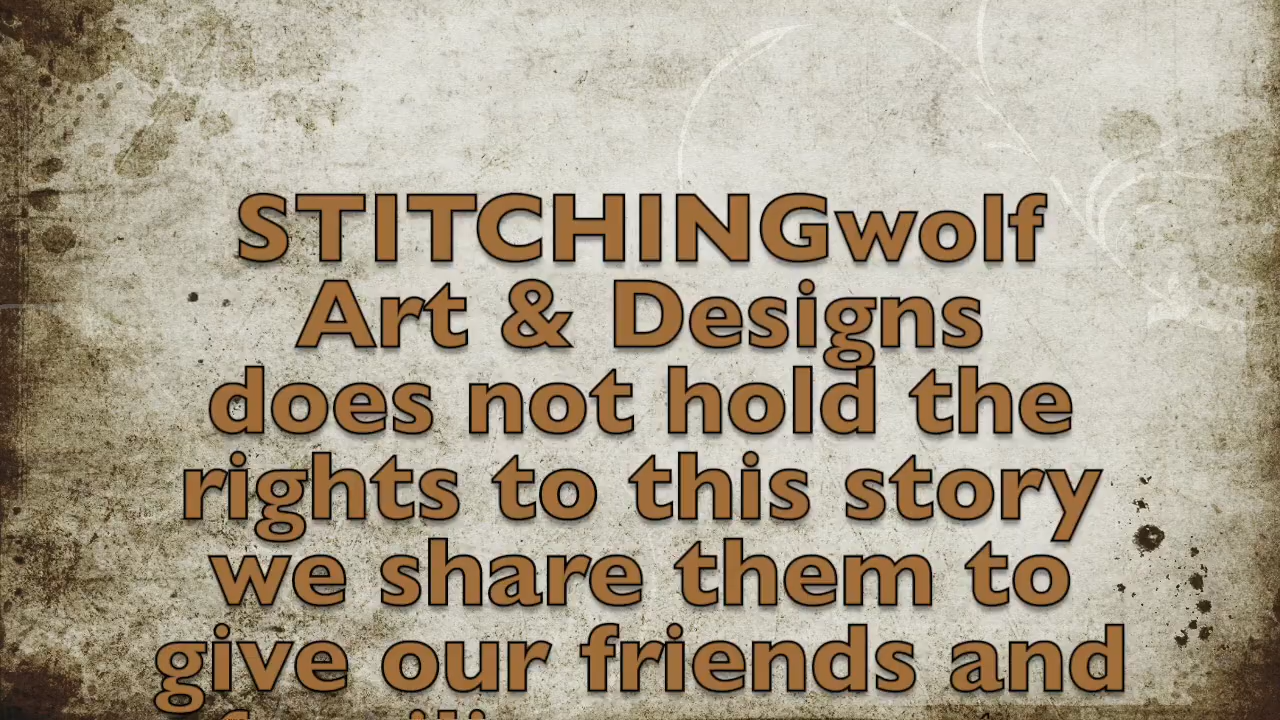 STITCHINGwolf
Art & Designs
does not hold the
rights to this story
we share them to
give our friends and